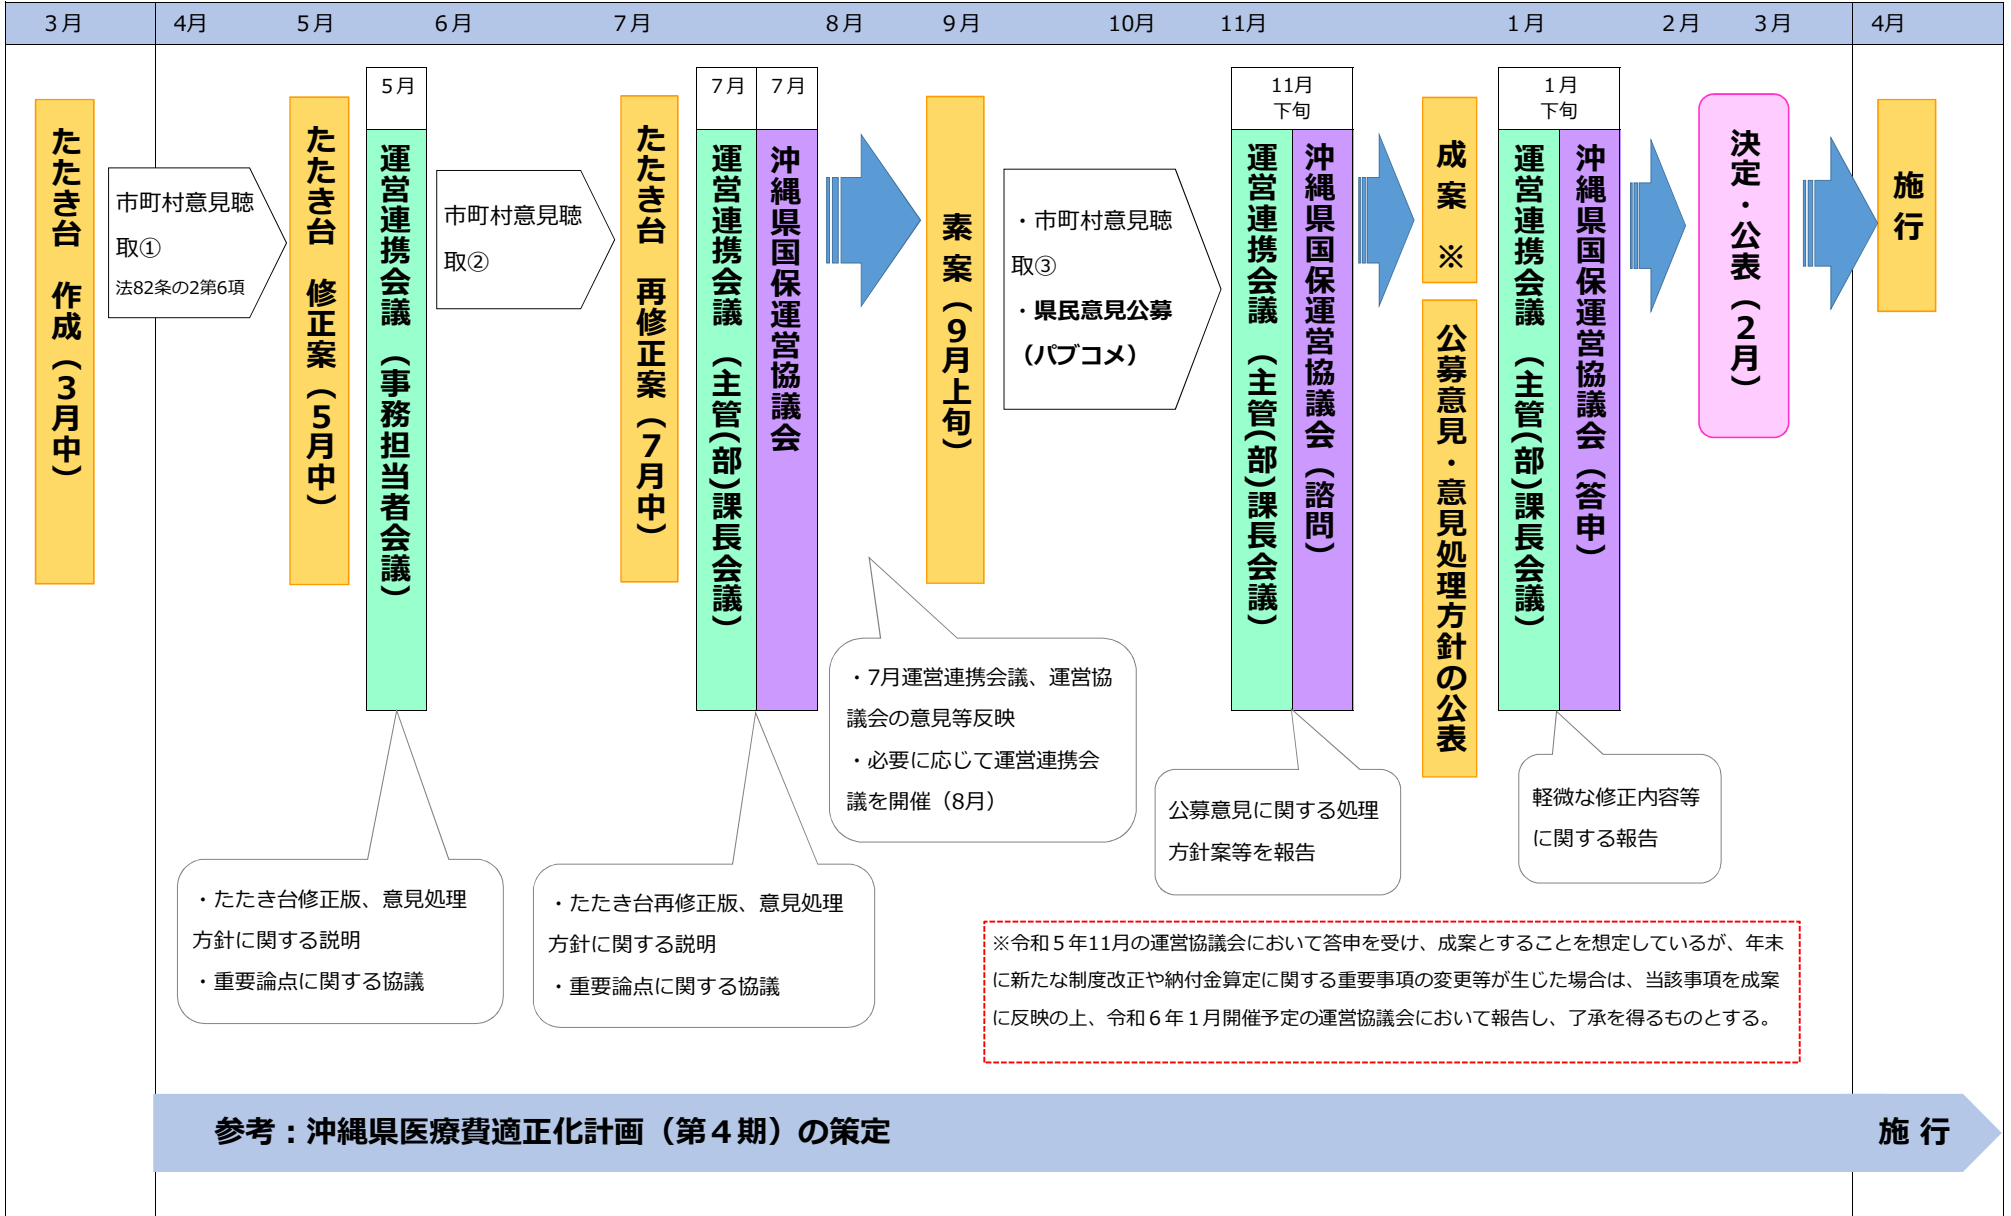 3月 4月 5月 6月 7月 8月 9月 10月 11月 1月 2月 3月 4月
たたき台 作成（3月中）
市町村意見聴
取①
法82条の2第6項
たたき台 修正案（5月中）
5月
運営連携会議（事務担当者会議）
市町村意見聴
取②
たたき台 再修正案（7月中）
7月
運営連携会議（主管(部)課長会議）
7月
沖縄県国保運営協議会
素案（9月上旬）
・市町村意見聴
取③
・県民意見公募
（パブコメ）
11月
下旬
運営連携会議（主管(部)課長会議）
沖縄県国保運営協議会（諮問）
成案 ※
公募意見・意見処理方針の公表
1月
下旬
運営連携会議（主管(部)課長会議）
沖縄県国保運営協議会（答申）
決定・公表（2月）
施行
・たたき台修正版、意見処理
方針に関する説明
・重要論点に関する協議
・たたき台再修正版、意見処理
方針に関する説明
・重要論点に関する協議
・7月運営連携会議、運営協
議会の意見等反映
・必要に応じて運営連携会
議を開催（8月）
公募意見に関する処理
方針案等を報告
軽微な修正内容等
に関する報告
※令和５年11月の運営協議会において答申を受け、成案とすることを想定しているが、年末
に新たな制度改正や納付金算定に関する重要事項の変更等が生じた場合は、当該事項を成案
に反映の上、令和６年１月開催予定の運営協議会において報告し、了承を得るものとする。
参考：沖縄県医療費適正化計画（第４期）の策定
施 行